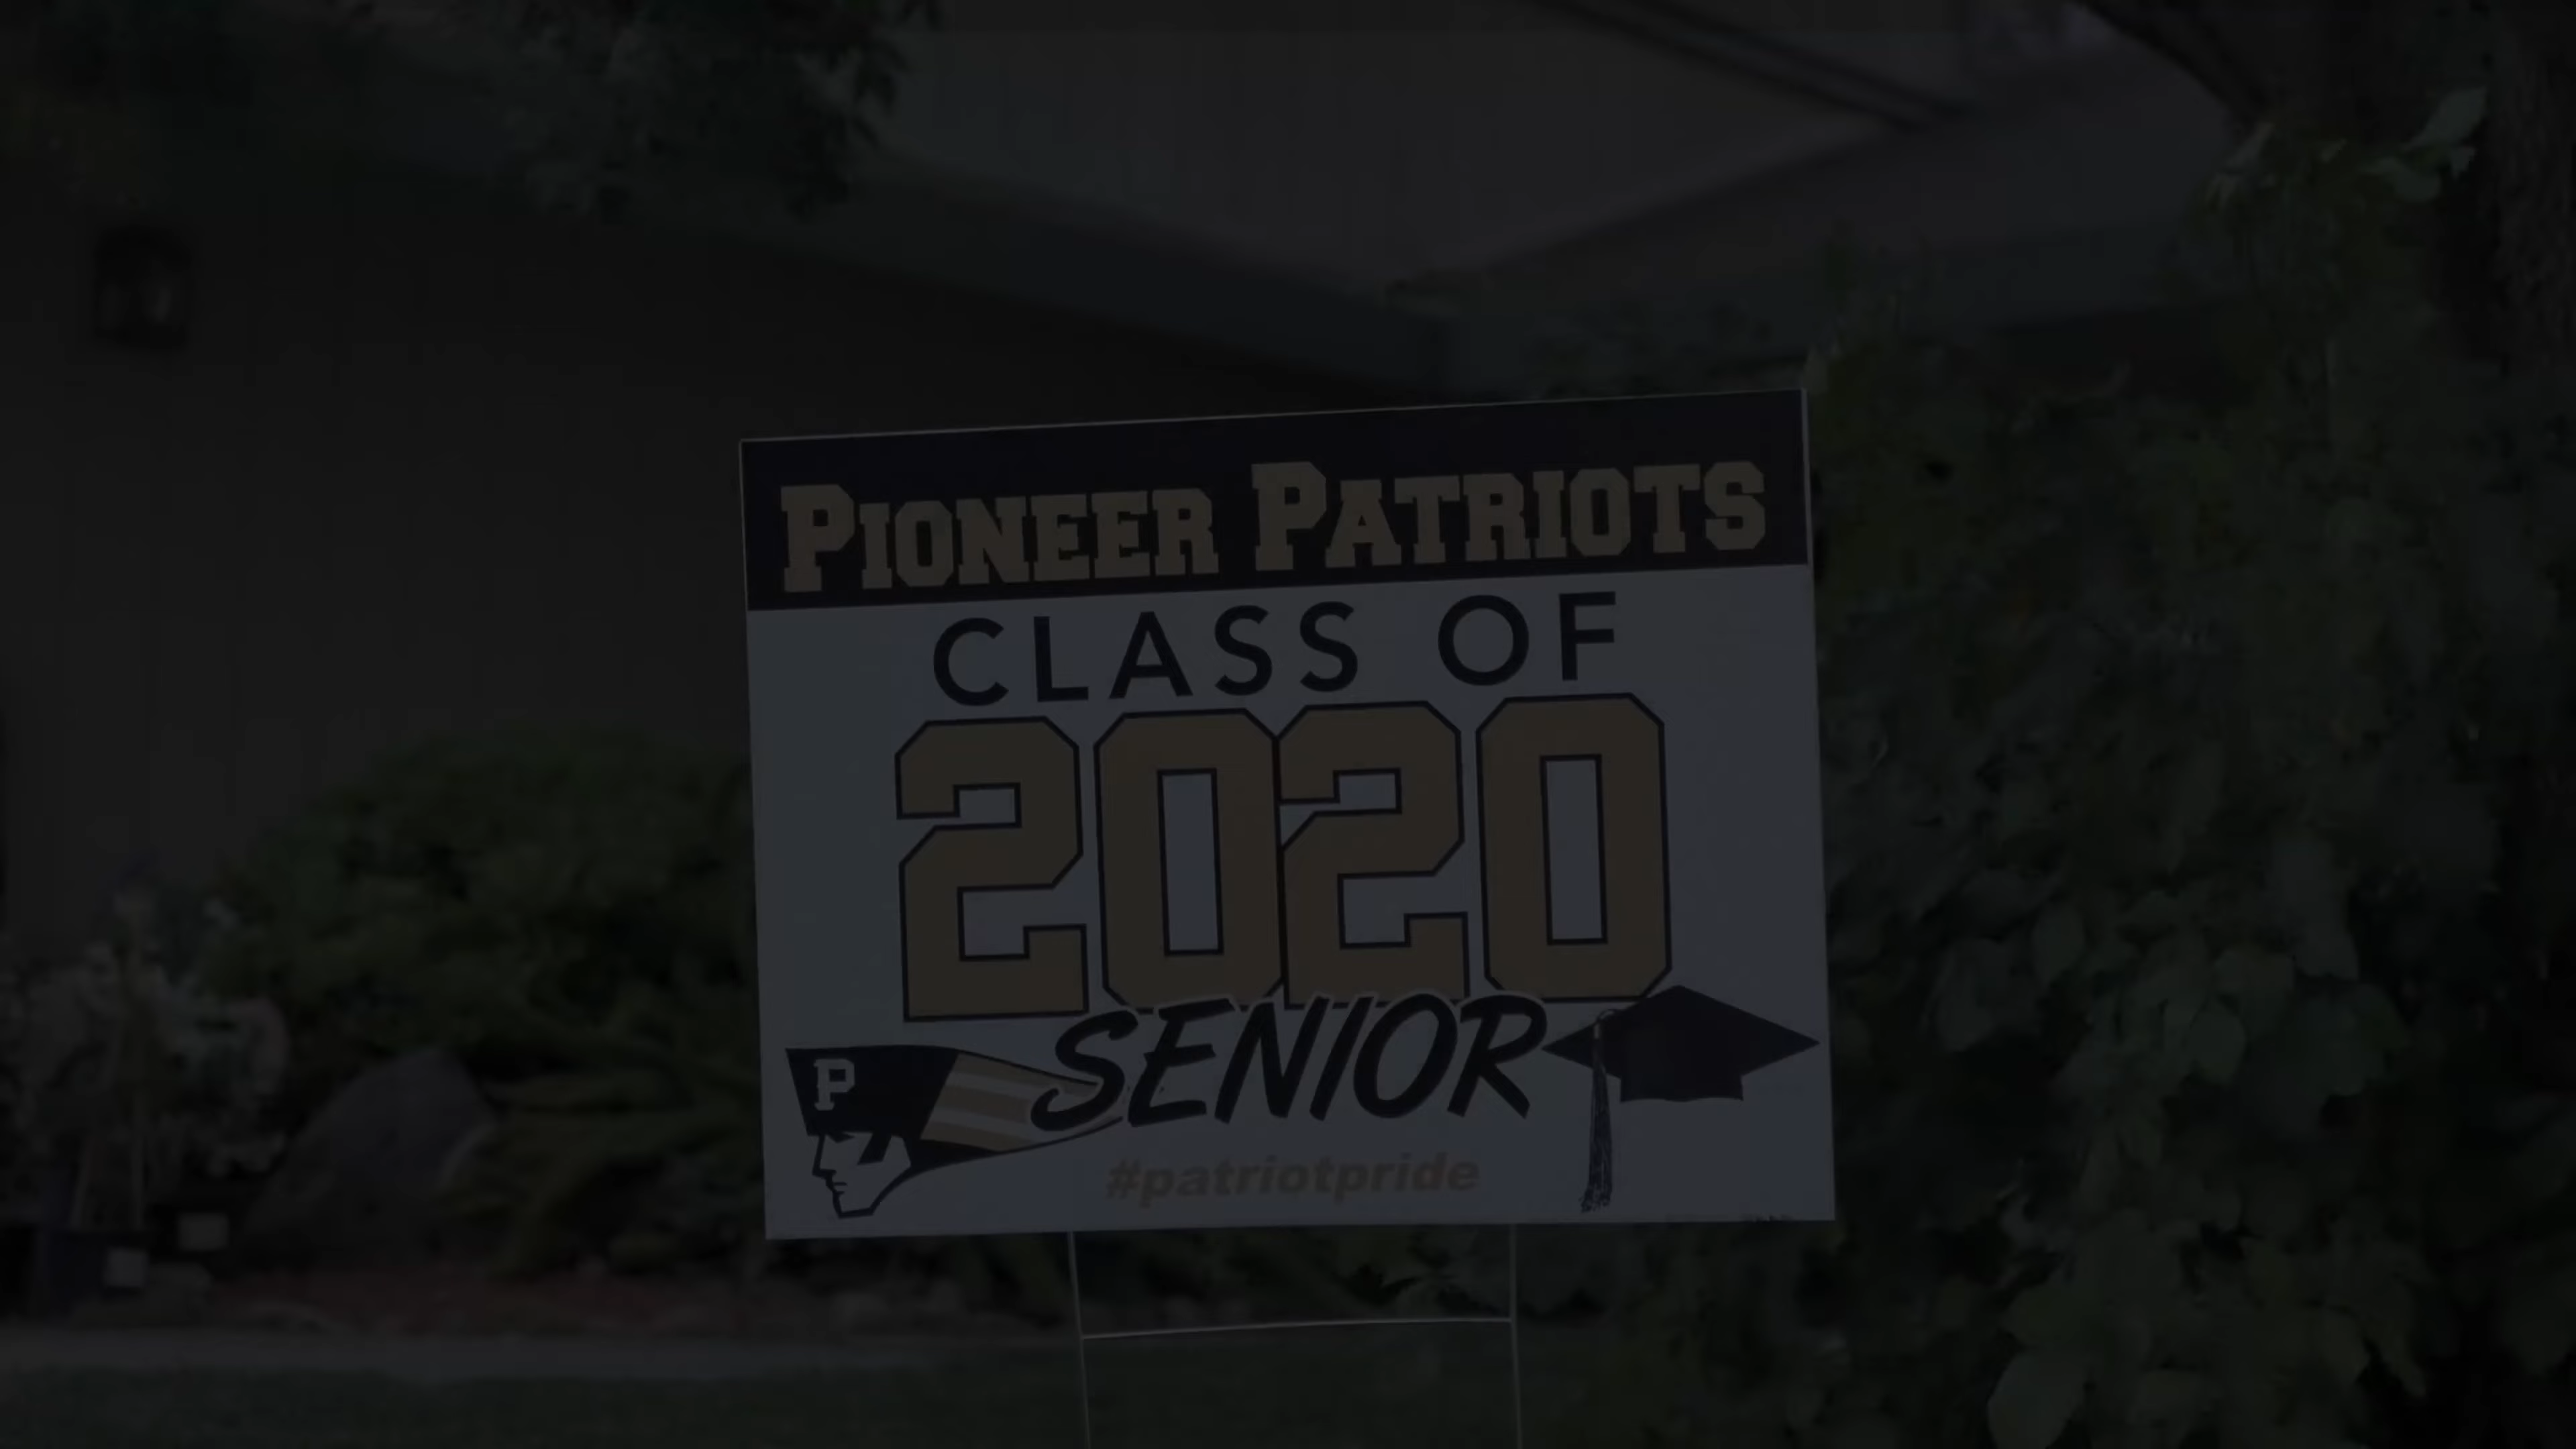 PIONEER PATRIOTS
CLASS OF
2020
SENIOR
P
#patriotpride